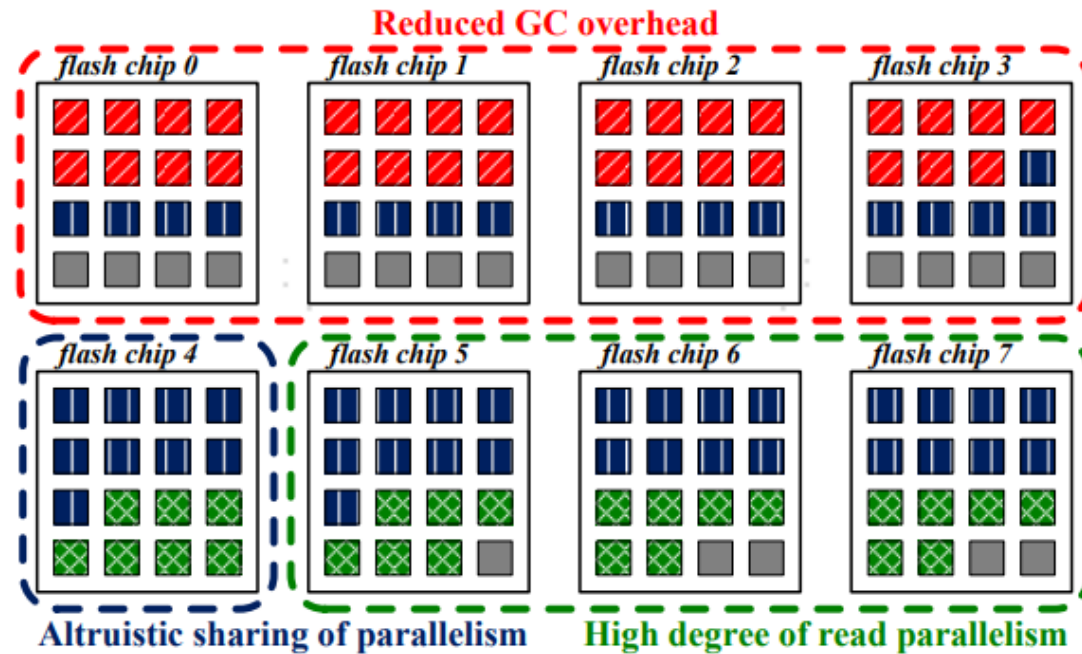 Reduced GC overhead
flash chip 0
flash chip 1
flash chip 2
flash chip 3
flash chip 4
flash chip 5
flash chip 6
flash chip 7
Altruistic sharing of parallelism
High degree of read parallelism